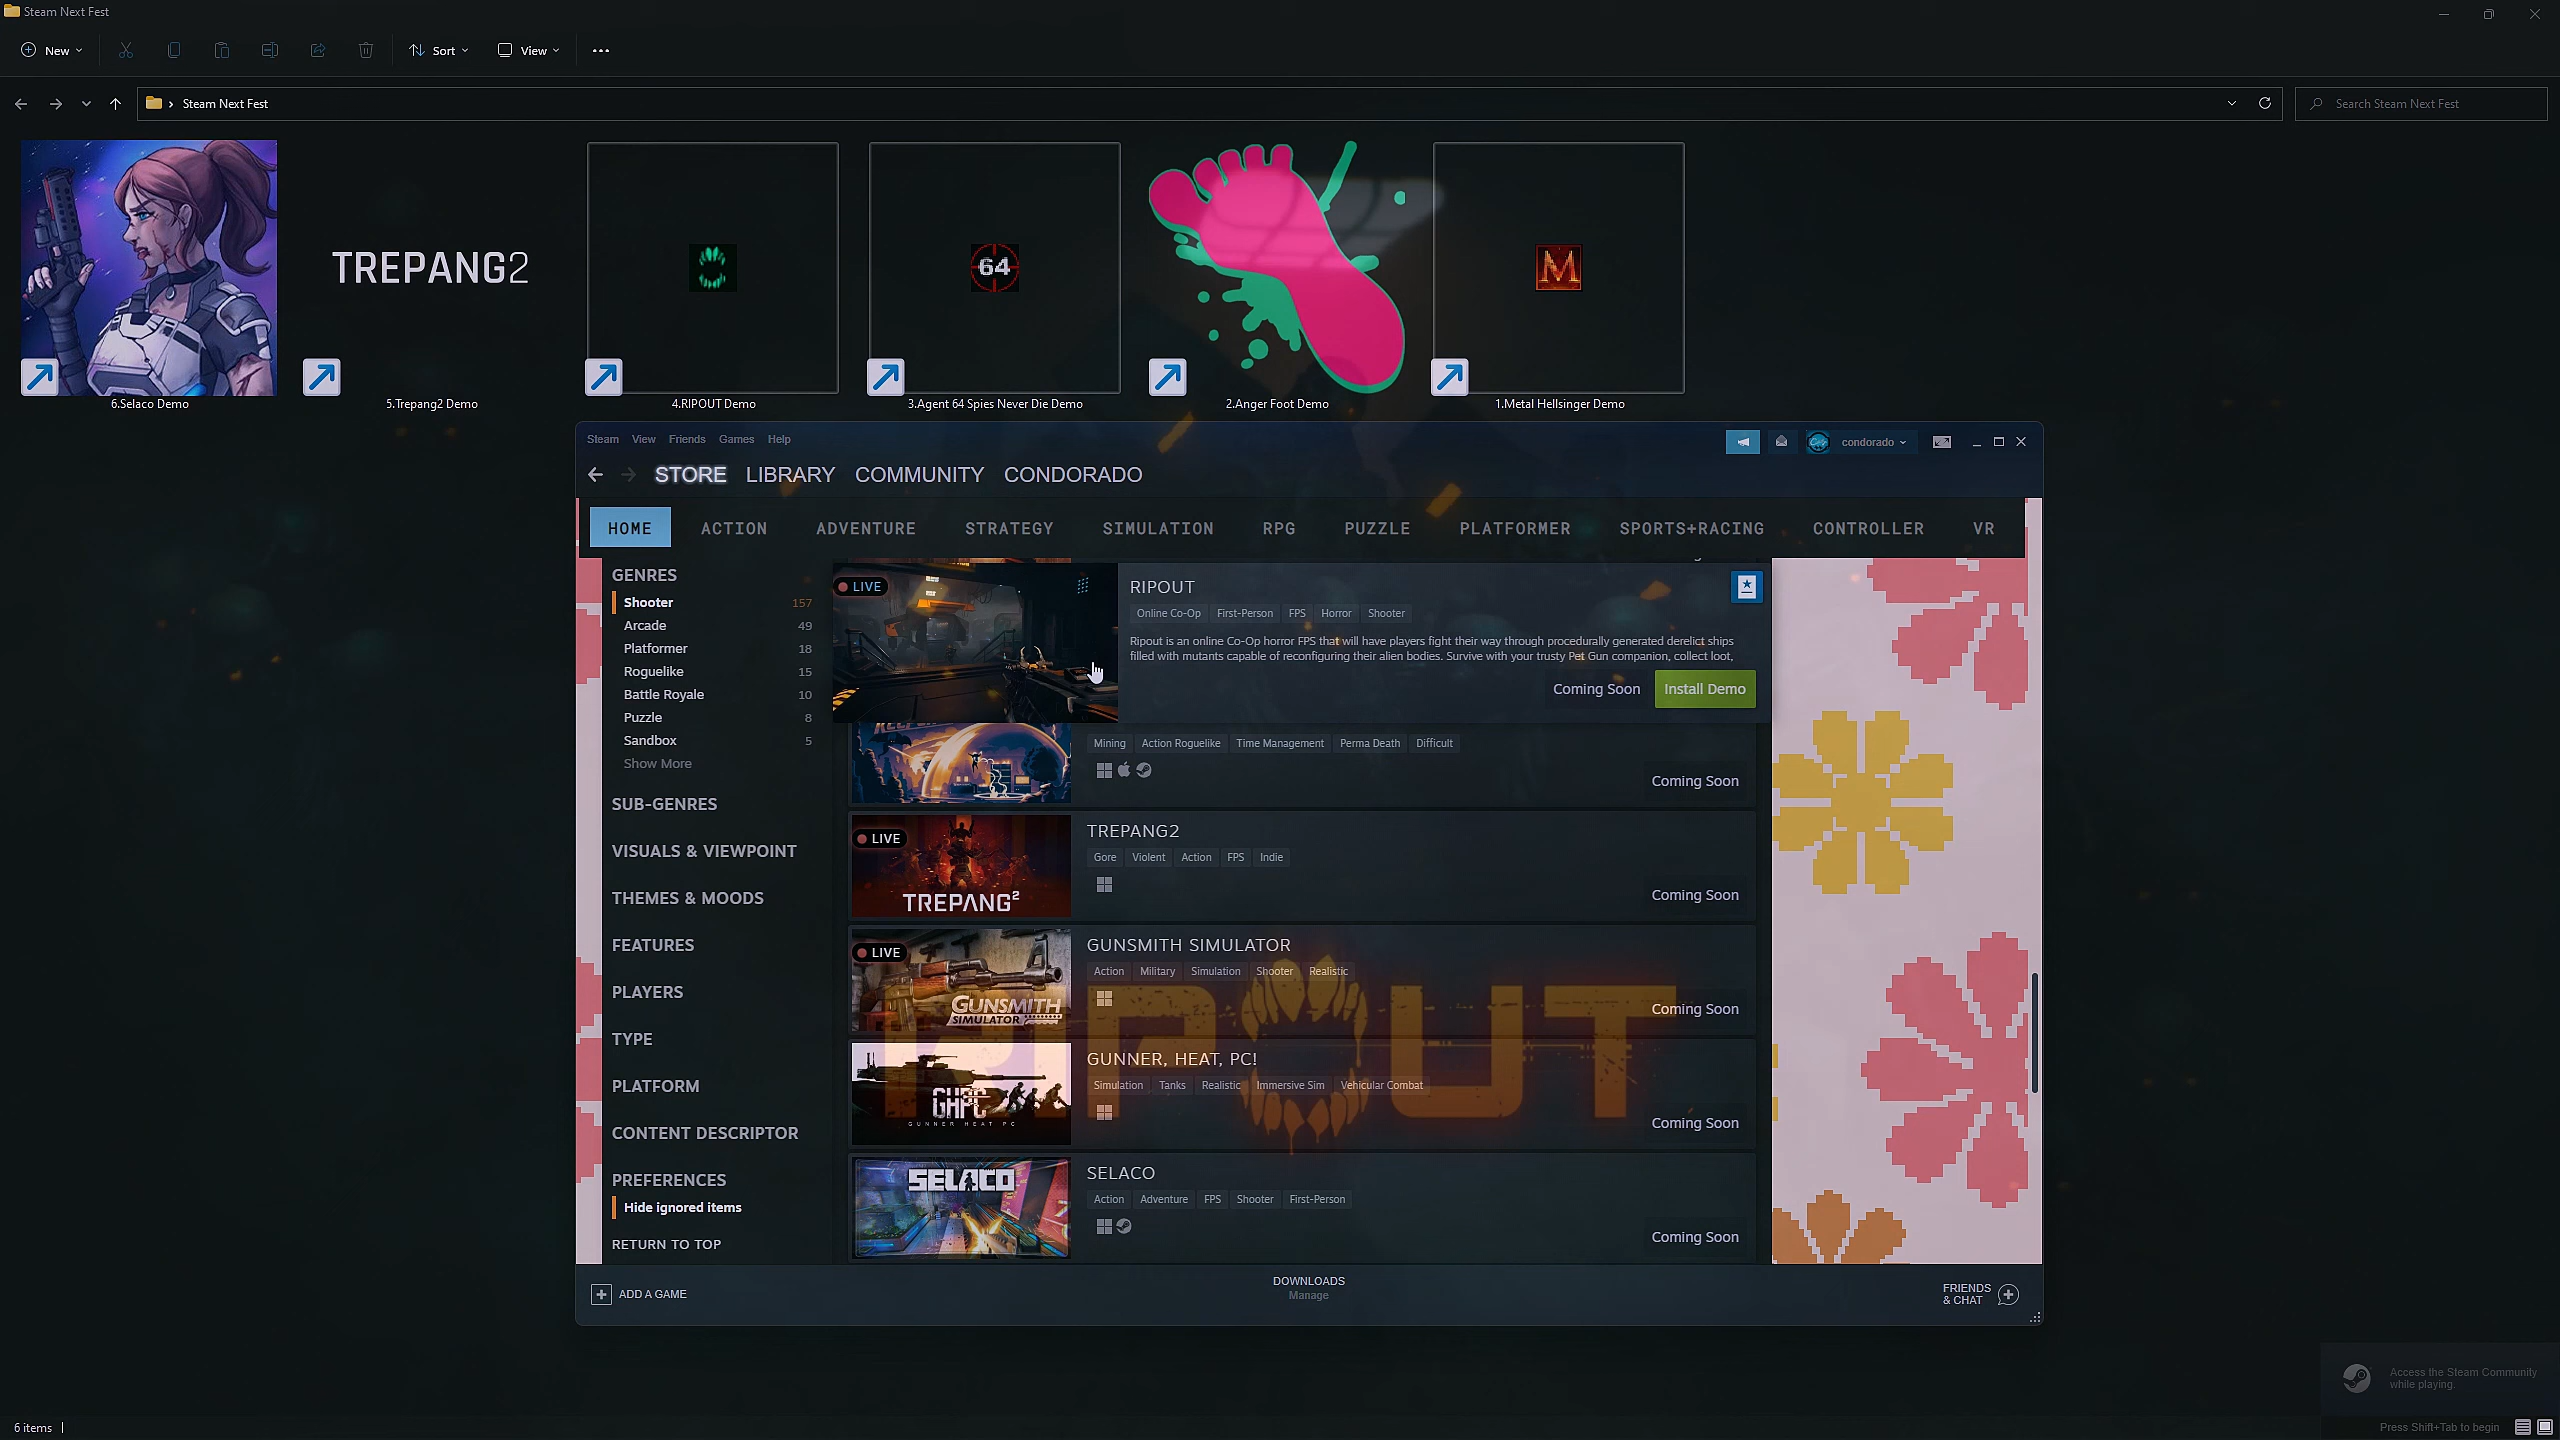 Steam Next Fest
New
Sort
View
Steam Next Fest
Search Steam Next Fest
TREPANG2
64
M
6.Selaco Demo
5.Trepang2 Demo
4.RIPOUT Demo
3.Agent 64 Spies Never Die Demo
2.Anger Foot Demo
1.Metal Hellsinger Demo
Steam View Friends Games Help
condorado
STORE LIBRARY COMMUNITY CONDORADO
HOME ACTION ADVENTURE STRATEGY SIMULATION RPG PUZZLE PLATFORMER SPORTS+RACING CONTROLLER VR
GENRES
Shooter 157
Arcade 49
Platformer 18
Roguelike 15
Battle Royale 10
Puzzle 8
Sandbox 5
Show More
SUB-GENRES
VISUALS & VIEWPOINT
THEMES & MOODS
FEATURES
PLAYERS
TYPE
PLATFORM
CONTENT DESCRIPTOR
PREFERENCES
Hide ignored items
RETURN TO TOP
LIVE
RIPOUT
Online Co-Op First-Person FPS Horror Shooter
Ripout is an online Co-Op horror FPS that will have players fight their way through procedurally generated derelict ships
filled with mutants capable of reconfiguring their alien bodies. Survive with your trusty Pet Gun companion, collect loot,
Coming Soon
Install Demo
Mining Action Roguelike Time Management Perma Death Difficult
Coming Soon
LIVE
TREPANG²
TREPANG2
Gore Violent Action FPS Indie
Coming Soon
LIVE
GUNSMITH
SIMULATOR
GUNSMITH SIMULATOR
Action Military Simulation Shooter Realistic
Coming Soon
GHPC
GUNNER HEAT PC
GUNNER, HEAT, PC!
Simulation Tanks Realistic Immersive Sim Vehicular Combat
Coming Soon
RIPOUT
SELACO
SELACO
Action Adventure FPS Shooter First-Person
Coming Soon
ADD A GAME
DOWNLOADS
Manage
FRIENDS
& CHAT
Access the Steam Community
while playing.
Press Shift+Tab to begin
6 items